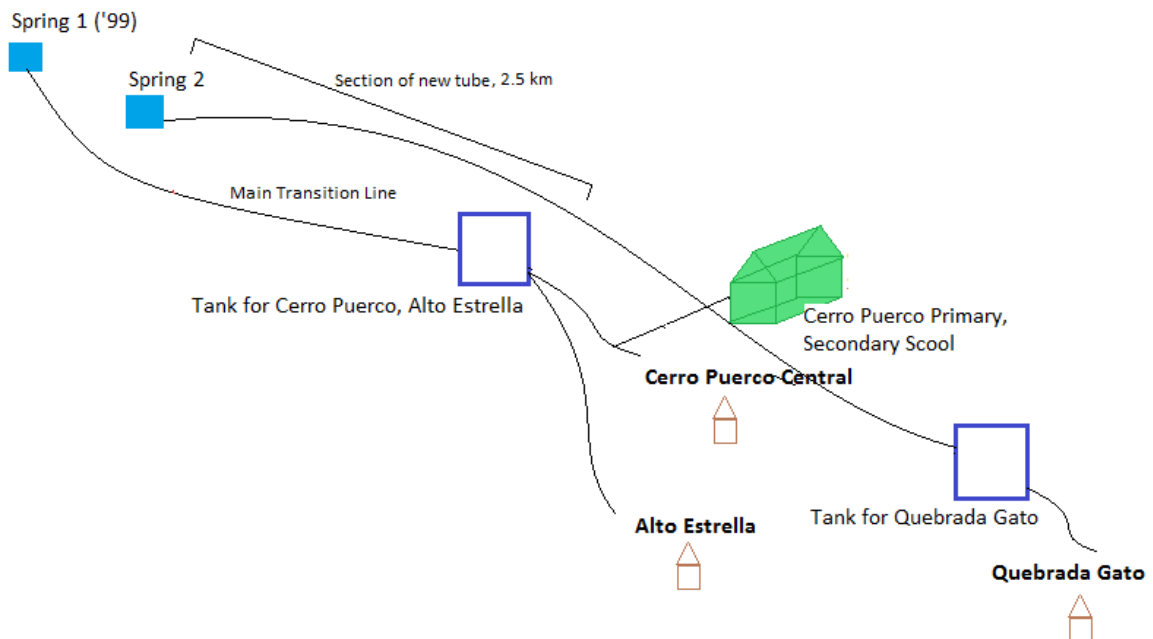 Spring 1 ('99)
Spring 2
Section of new tube, 2.5 km
Main Transition Line
Tank for Cerro Puerco, Alto Estrella
Cerro Puerco Primary,
Secondary Scool
Cerro Puerco Central
Tank for Quebrada Gato
Alto Estrella
Quebrada Gato